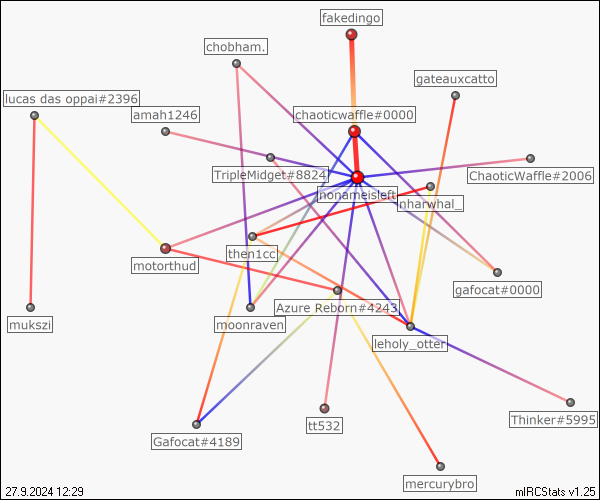 fakedingo
chobham.
gateauxcatto
lucas das oppai#2396
amah1246
chaoticwaffle#0000
TripleMidget#8824
ChaoticWaffle#2006
nonameisleft
nharwhal_
then1cc
motorthud
gafocat#0000
Azure Reborn#4243
mukszi
moonraven
leholy_otter
Thinker#5995
tt532
Gafocat#4189
mercurybro
27.9.2024 12:29
mIRCStats v1.25